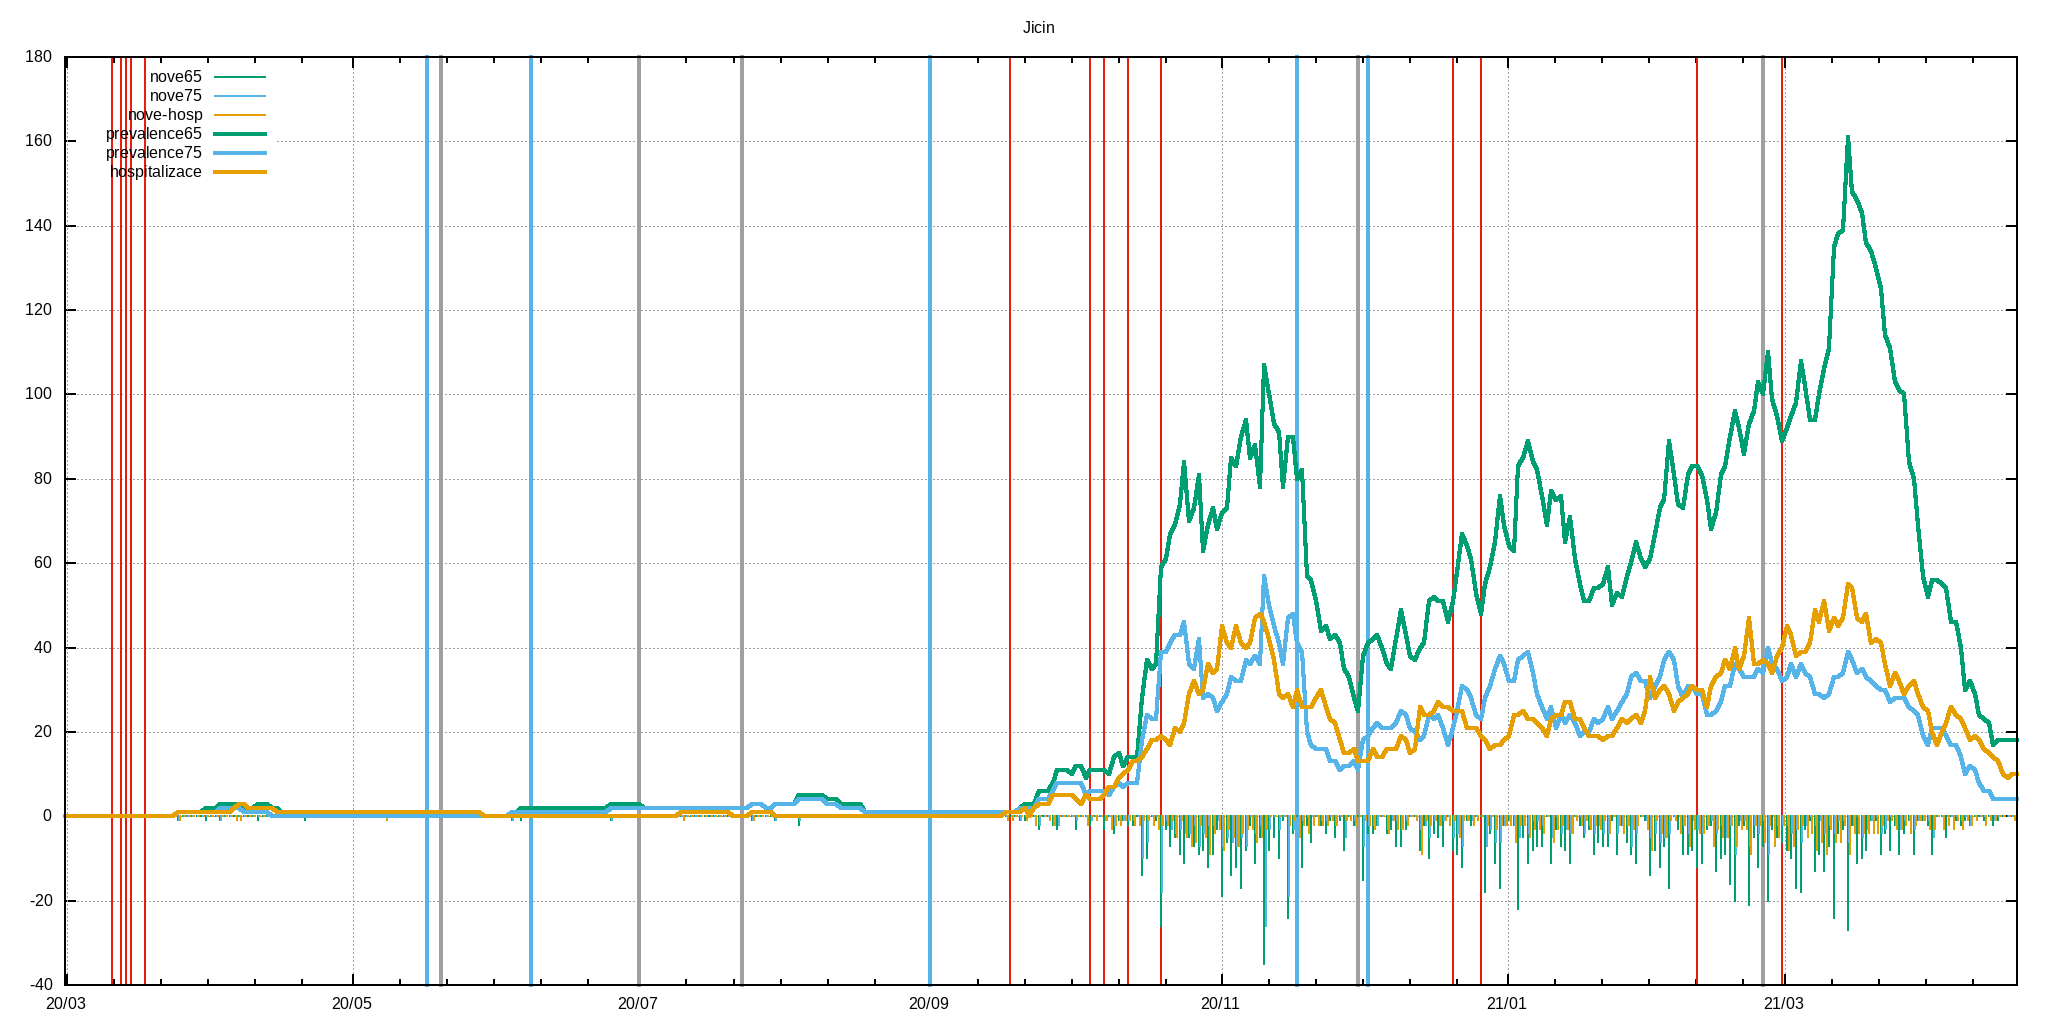 Jicin
180
160
140
120
100
80
60
40
20
0
-20
-40
nove65
nove75
nove-hosp
prevalence65
prevalence75
hospitalizace
20/03 20/05 20/07 20/09 20/11 21/01 21/03